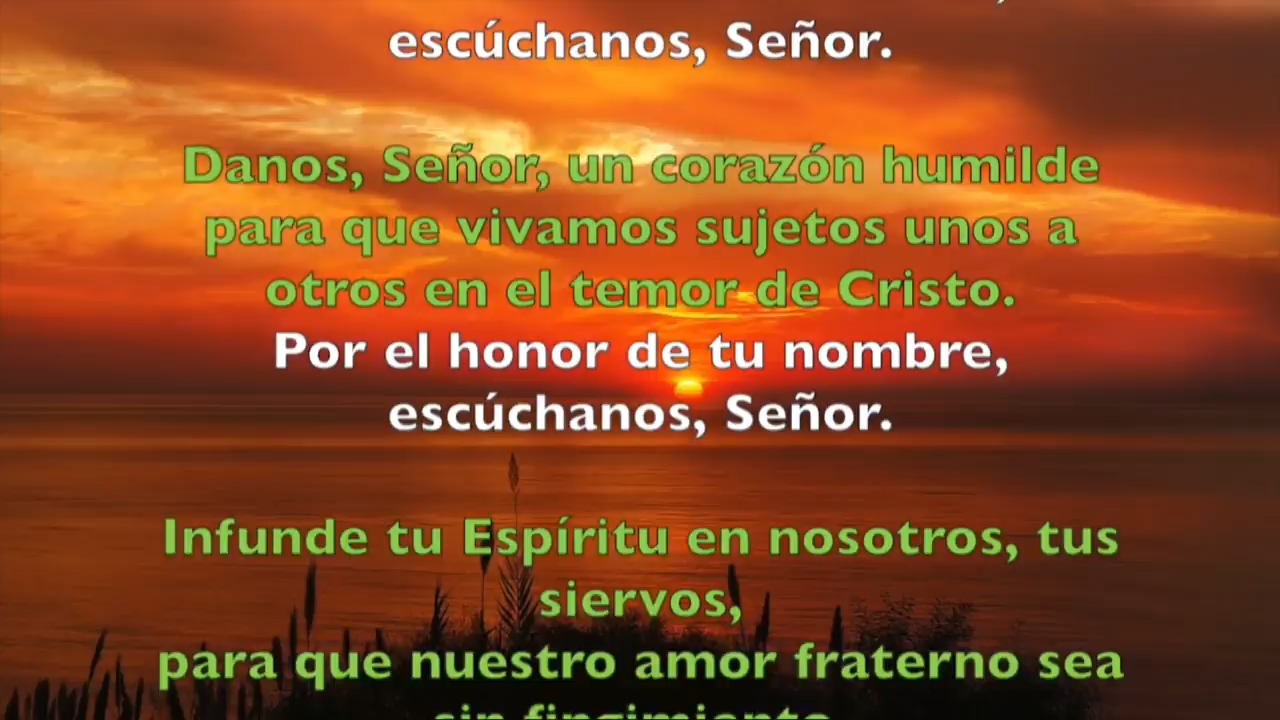 escúchanos, Señor.
Danos, Señor, un corazón humilde
para que vivamos sujetos unos a
otros en el temor de Cristo.
Por el honor de tu nombre,
escúchanos, Señor.
Infunde tu Espíritu en nosotros, tus
siervos,
para que nuestro amor fraterno sea
sin fingimiento